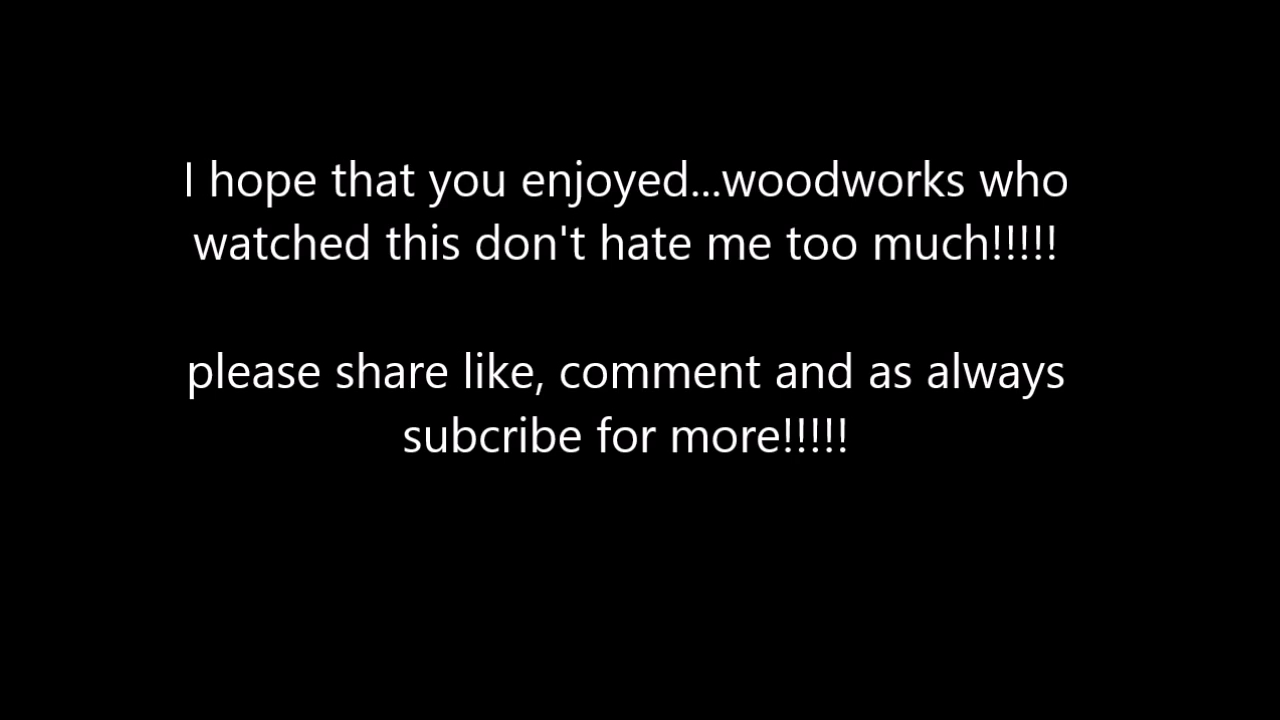 I hope that you enjoyed...woodworks who
watched this don't hate me too much!!!!!
please share like, comment and as always
subcribe for more!!!!!